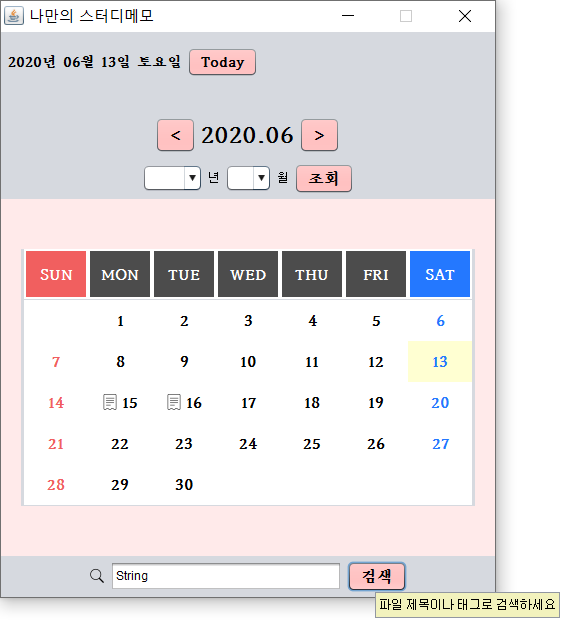 나만의 스터디메모
2020년 06월 13일 토요일 Today
< 2020.06 >
년 월 조회
SUN MON TUE WED THU FRI SAT
1 2 3 4 5 6
7 8 9 10 11 12 13
14 15 16 17 18 19 20
21 22 23 24 25 26 27
28 29 30
String 검색
파일 제목이나 태그로 검색하세요